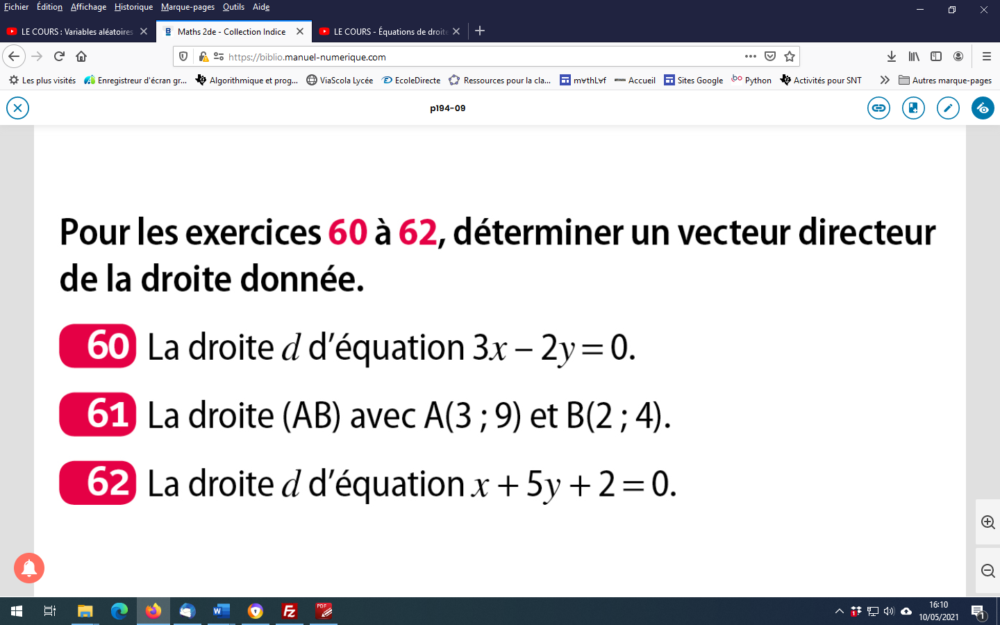 Fichier Édition Affichage Historique Marque-pages Outils Aide
LE COURS : Variables aléatoires
Maths 2de - Collection Indice
LE COURS - Équations de droite
https://biblio.manuel-numerique.com
Les plus visités
Enregistreur d'écran gr...
Algorithmique et prog...
ViaScola Lycée
EcoleDirecte
Ressources pour la cla...
m∀thL∀f
Accueil
Sites Google
Python
Activités pour SNT
Autres marque-pages
p194-09
Pour les exercices 60 à 62, déterminer un vecteur directeur
de la droite donnée.
60 La droite d d'équation 3x – 2y = 0.
61 La droite (AB) avec A(3 ; 9) et B(2 ; 4).
62 La droite d d'équation x + 5y + 2 = 0.
W
FZ
PDF
1
16:10
10/05/2021
1